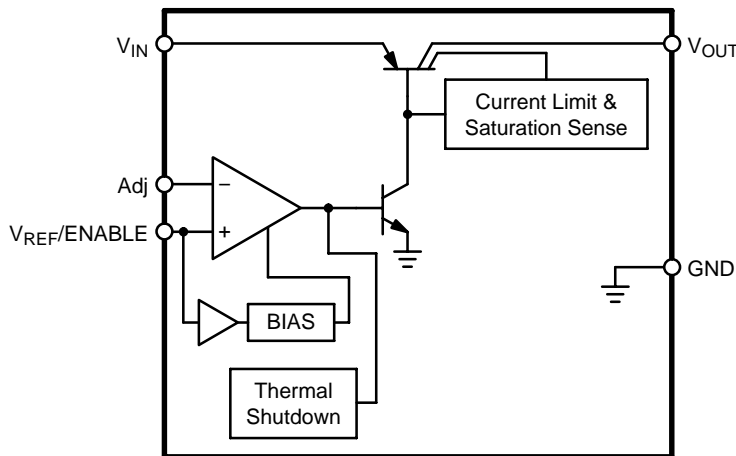 V_IN
V_OUT
Current Limit &
Saturation Sense
Adj
−
V_REF/ENABLE
+
GND
BIAS
Thermal
Shutdown